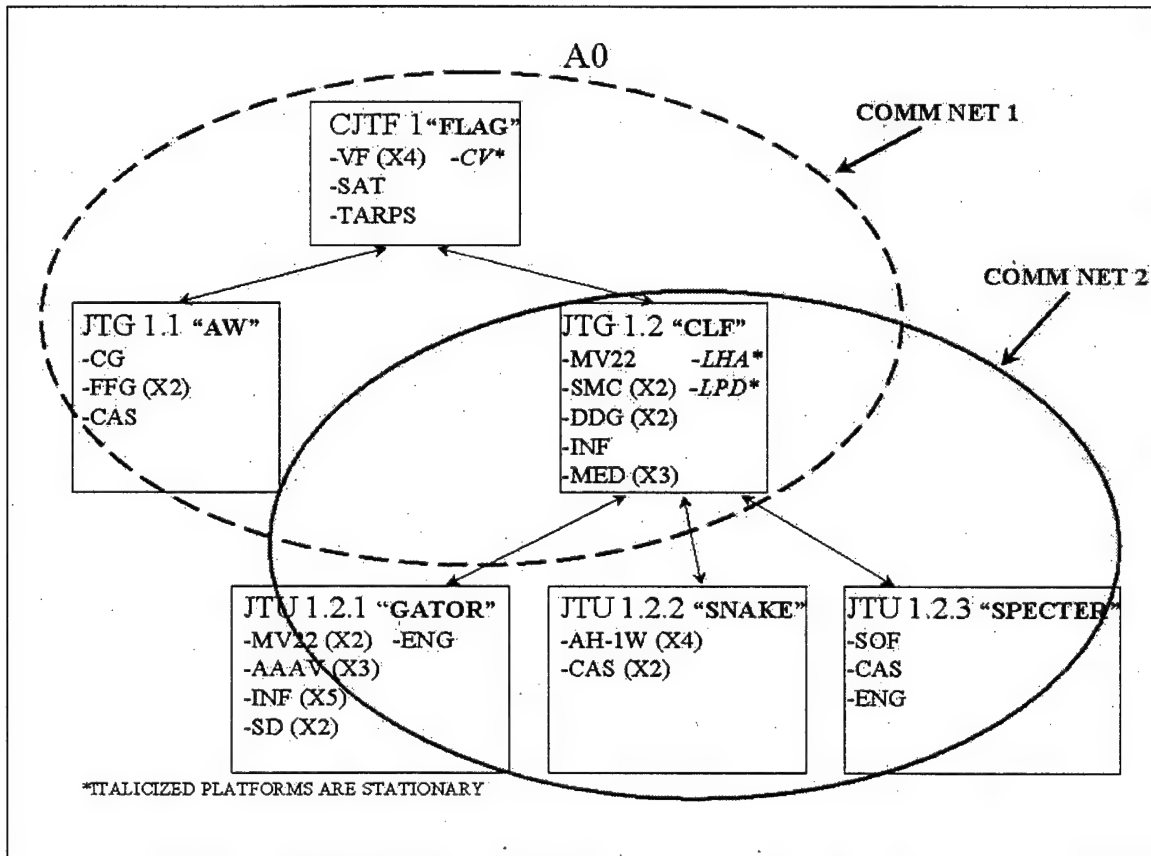 A0
COMM NET 1
CJTF 1 “FLAG”
-VF (X4) -CV*
-SAT
-TARPS
COMM NET 2
JTG 1.1 “AW”
-CG
-FFG (X2)
-CAS
JTG 1.2 “CLF”
-MV22 -LHA*
-SMC (X2) -LPD*
-DDG (X2)
-INF
-MED (X3)
JTU 1.2.1 “GATOR”
-MV22 (X2) -ENG
-AAAV (X3)
-INF (X5)
-SD (X2)
JTU 1.2.2 “SNAKE”
-AH-1W (X4)
-CAS (X2)
JTU 1.2.3 “SPECTER”
-SOF
-CAS
-ENG
*ITALICIZED PLATFORMS ARE STATIONARY